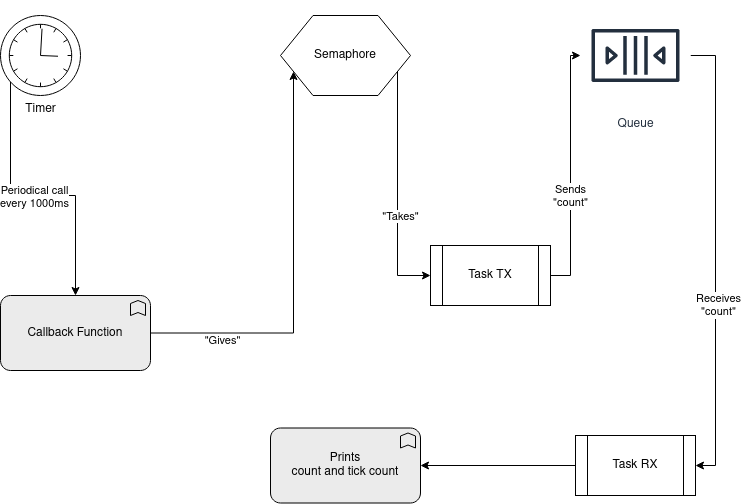 Semaphore
Timer
Queue
Periodical call
every 1000ms
Sends
"count"
"Takes"
Task TX
Receives
"count"
Callback Function
"Gives"
Prints
count and tick count
Task RX